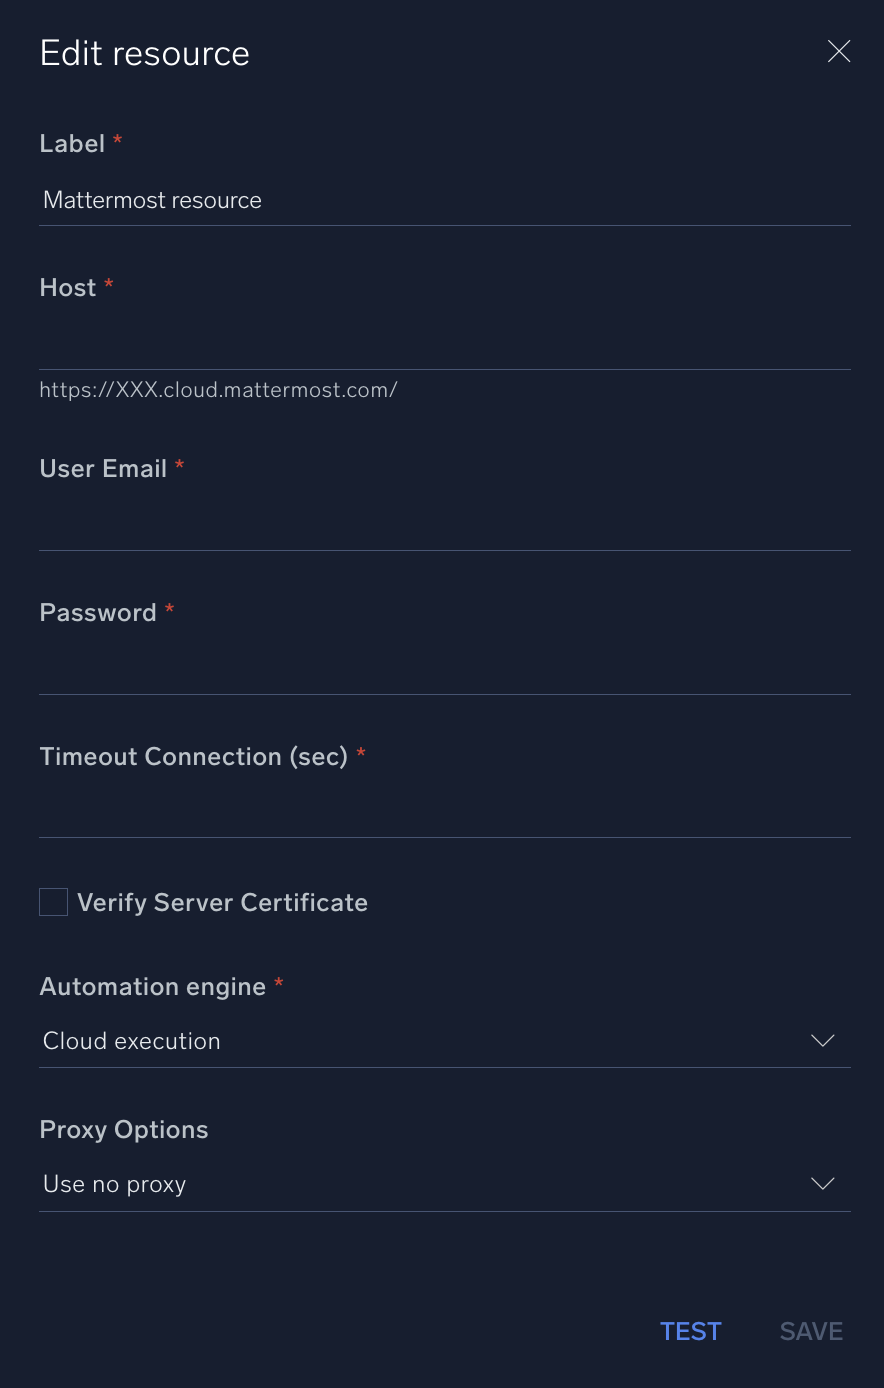 Edit resource
Label *
Mattermost resource
Host *
https://XXX.cloud.mattermost.com/
User Email *
Password *
Timeout Connection (sec) *
Verify Server Certificate
Automation engine *
Cloud execution
Proxy Options
Use no proxy
TEST SAVE